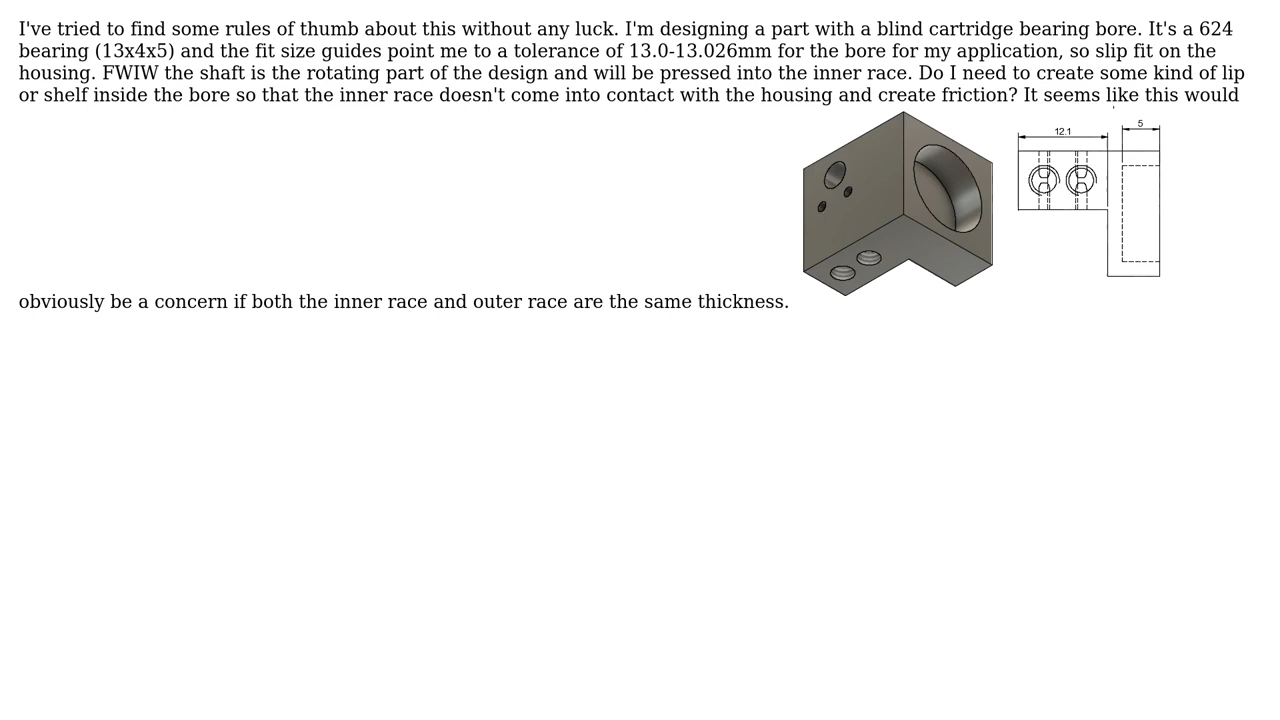 I've tried to find some rules of thumb about this without any luck. I'm designing a part with a blind cartridge bearing bore. It's a 624
bearing (13x4x5) and the fit size guides point me to a tolerance of 13.0-13.026mm for the bore for my application, so slip fit on the
housing. FWIW the shaft is the rotating part of the design and will be pressed into the inner race. Do I need to create some kind of lip
or shelf inside the bore so that the inner race doesn't come into contact with the housing and create friction? It seems like this would
12.1
5
obviously be a concern if both the inner race and outer race are the same thickness.